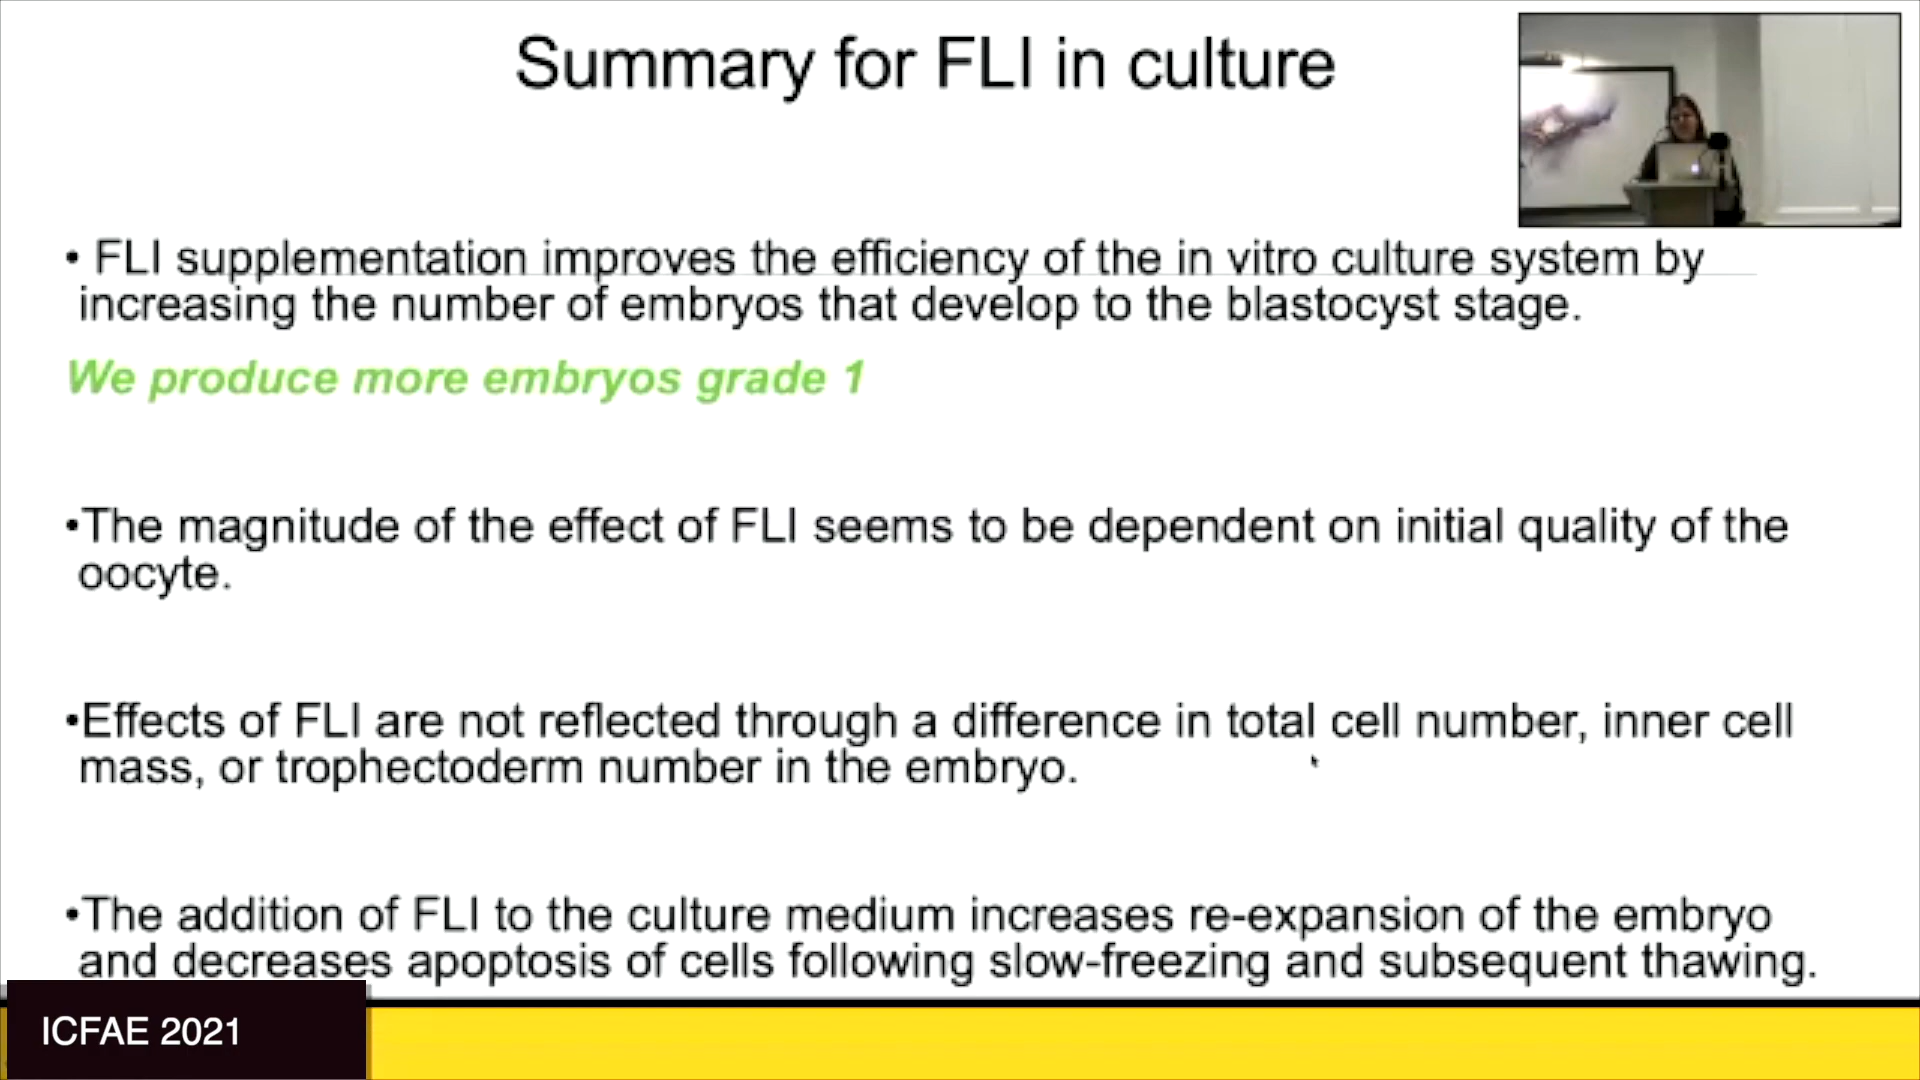 Summary for FLI in culture
• FLI supplementation improves the efficiency of the in vitro culture system by
increasing the number of embryos that develop to the blastocyst stage.
We produce more embryos grade 1
•The magnitude of the effect of FLI seems to be dependent on initial quality of the
oocyte.
•Effects of FLI are not reflected through a difference in total cell number, inner cell
mass, or trophectoderm number in the embryo.
•The addition of FLI to the culture medium increases re-expansion of the embryo
and decreases apoptosis of cells following slow-freezing and subsequent thawing.
ICFAE 2021